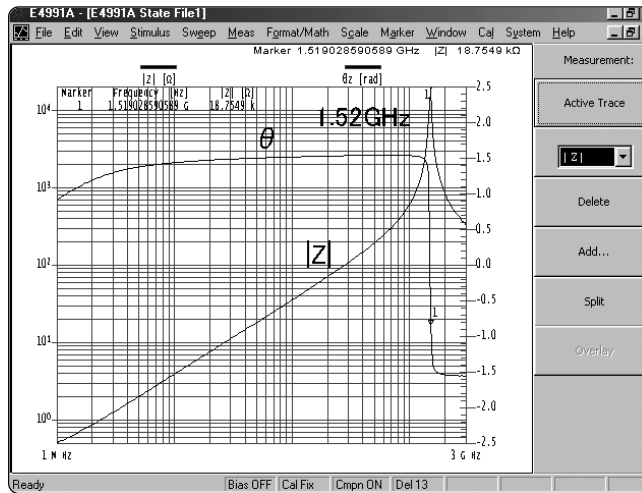 E4991A - [E4991A State File1]
File Edit View Stimulus Sweep Meas Format/Math Scale Marker Window Cal System Help
Marker 1.519028590589 GHz |Z| 18.7549 kΩ
Measurement:
|Z| [Ω]
θz [rad]
Marker Frequency [Hz] |Z| [Ω]
1 1.519028590589 G 18.7549 k
1
2.5
Active Trace
10⁴
1.52GHz
2.0
θ
1.5
|Z|
10³
1.0
Delete
0.5
|Z|
Add...
10²
0.0
-0.5
Split
1
10¹
-1.0
Overlay
-1.5
10⁰
-2.0
-2.5
1 M Hz
3 G Hz
Ready
Bias OFF Cal Fix Cmpn ON Del 13